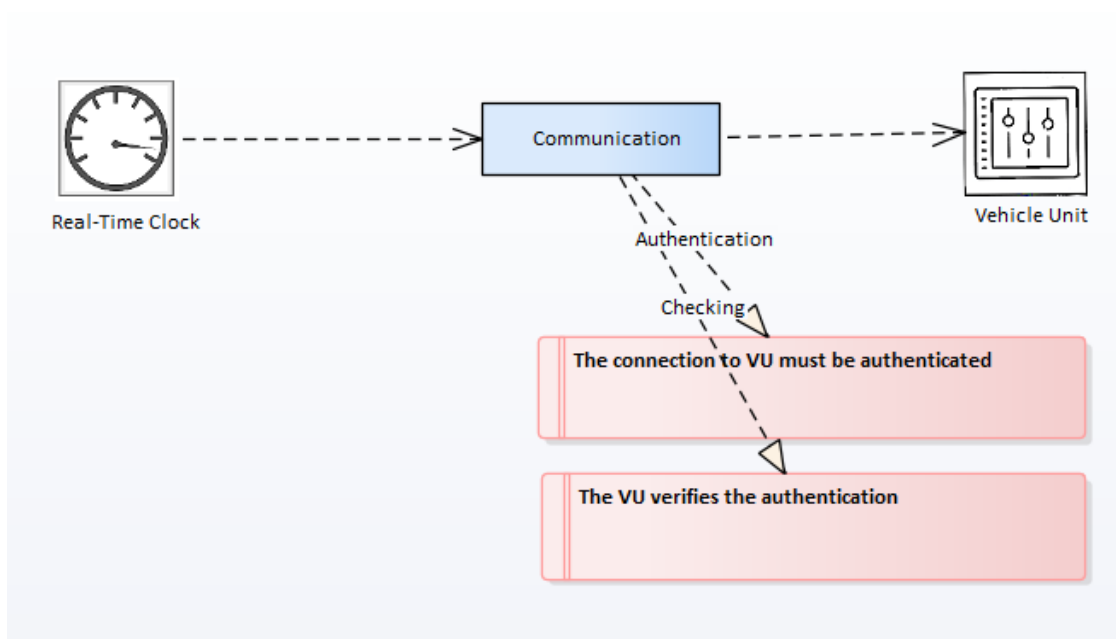 Communication
Real-Time Clock
Vehicle Unit
Authentication
Checking
The connection to VU must be authenticated
The VU verifies the authentication